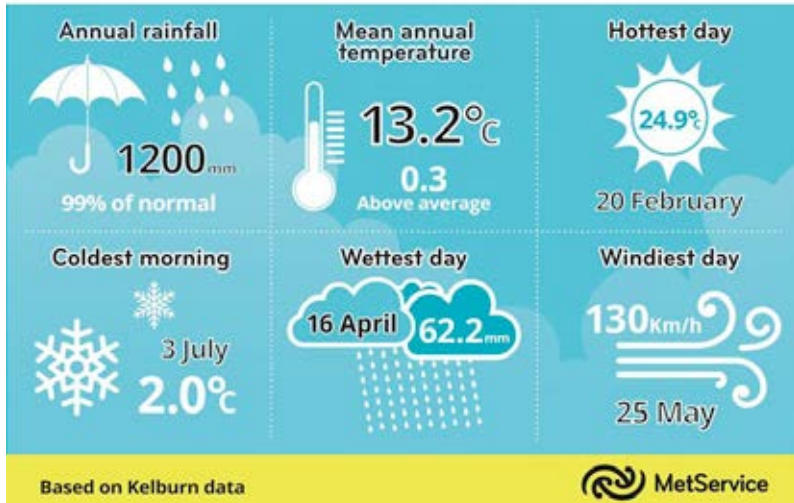 Annual rainfall
1200mm
99% of normal
Mean annual
temperature
13.2°C
0.3
Above average
Hottest day
24.9°C
20 February
Coldest morning
3 July
2.0°C
Wettest day
16 April
62.2mm
Windiest day
130Km/h
25 May
Based on Kelburn data
MetService